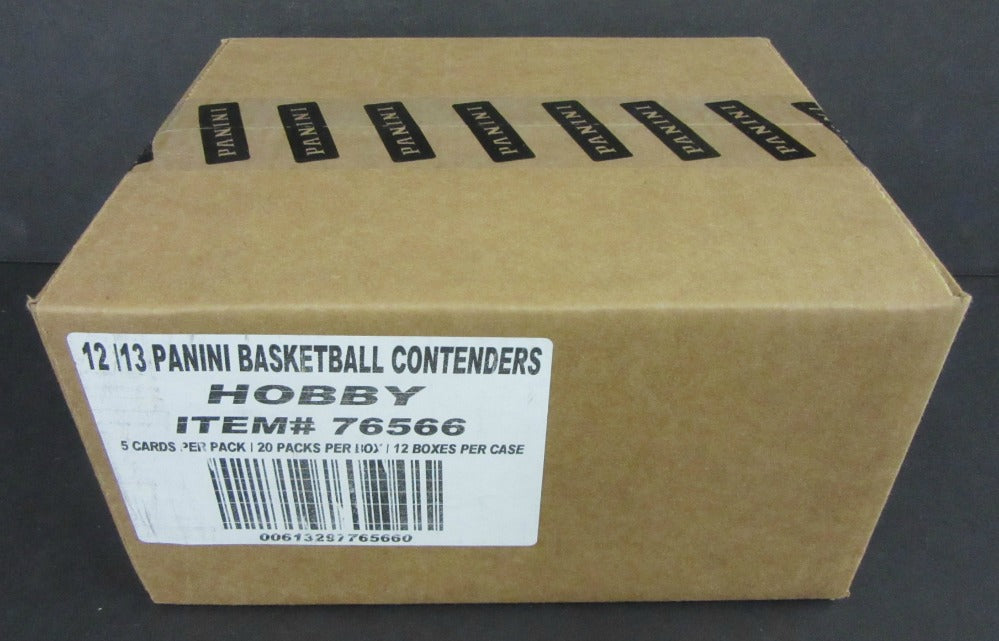 PANINI PANINI PANINI PANINI PANINI PANINI PANINI
12 | 13 PANINI BASKETBALL CONTENDERS
HOBBY
ITEM# 76566
5 CARDS PER PACK | 20 PACKS PER BOX | 12 BOXES PER CASE
00613297765660